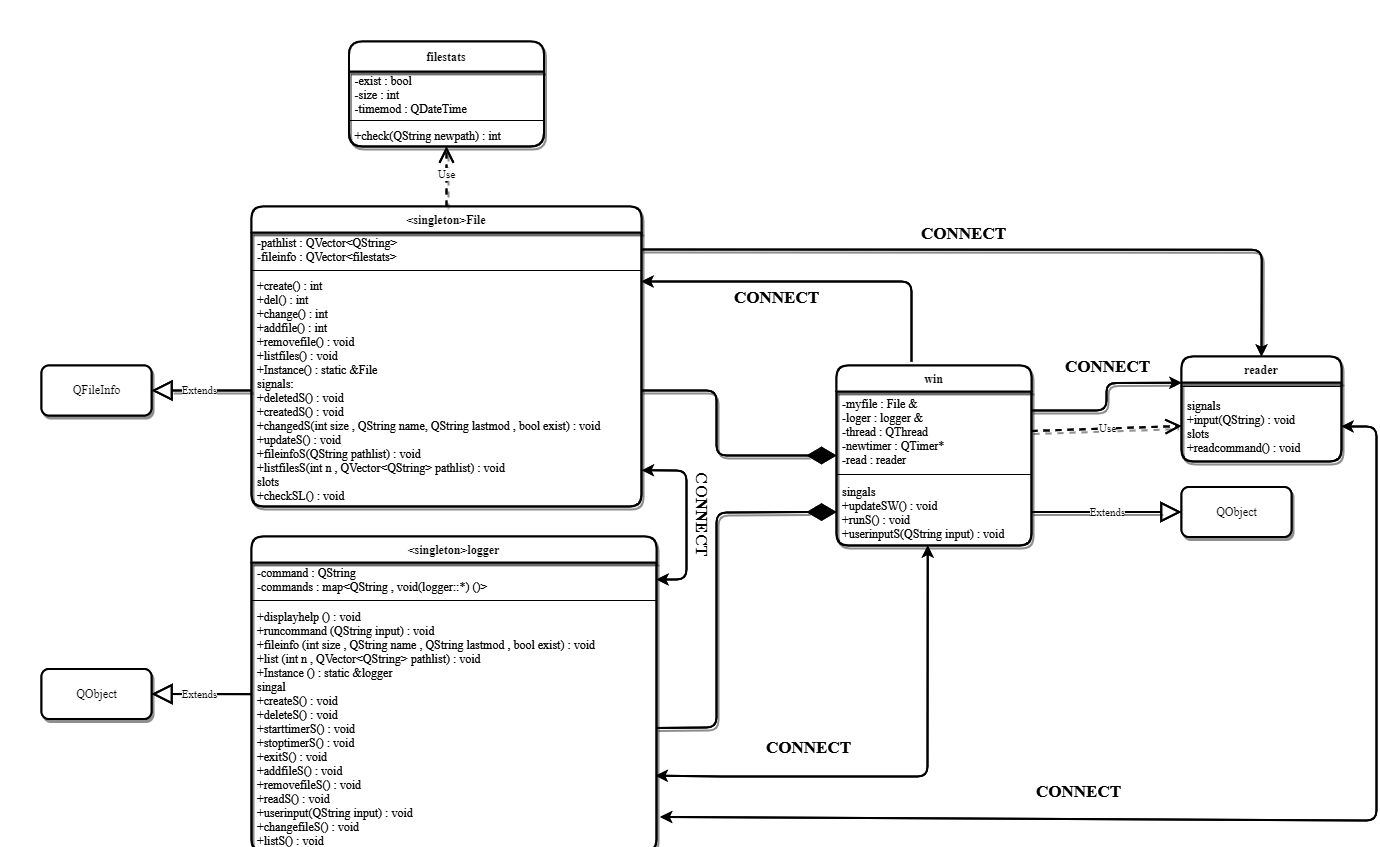 filestats
-exist : bool
-size : int
-timemod : QDateTime
+check(QString newpath) : int
Use
<singleton>File
-pathlist : QVector<QString>
-fileinfo : QVector<filestats>
+create() : int
+del() : int
+change() : int
+addfile() : int
+removefile() : void
+listfiles() : void
+Instance() : static &File
signals:
+deletedS() : void
+createdS() : void
+changedS(int size , QString name, QString lastmod , bool exist) : void
+updateS() : void
+fileinfoS(QString pathlist) : void
+listfilesS(int n , QVector<QString> pathlist) : void
slots
+checkSL() : void
QFileInfo
Extends
CONNECT
CONNECT
CONNECT
CONNECT
win
-myfile : File &
-loger : logger &
-thread : QThread
-newtimer : QTimer*
-read : reader
singals
+updateSW() : void
+runS() : void
+userinputS(QString input) : void
Use
reader
signals
+input(QString) : void
slots
+readcommand() : void
Extends
QObject
<singleton>logger
-command : QString
-commands : map<QString , void(logger::*) ()>
+displayhelp () : void
+runcommand (QString input) : void
+fileinfo (int size , QString name , QString lastmod , bool exist) : void
+list (int n , QVector<QString> pathlist) : void
+Instance () : static &logger
singal
+createS() : void
+deleteS() : void
+starttimerS() : void
+stoptimerS() : void
+exitS() : void
+addfileS() : void
+removefileS() : void
+readS() : void
+userinput(QString input) : void
+changefileS() : void
+listS() : void
QObject
Extends
CONNECT
CONNECT